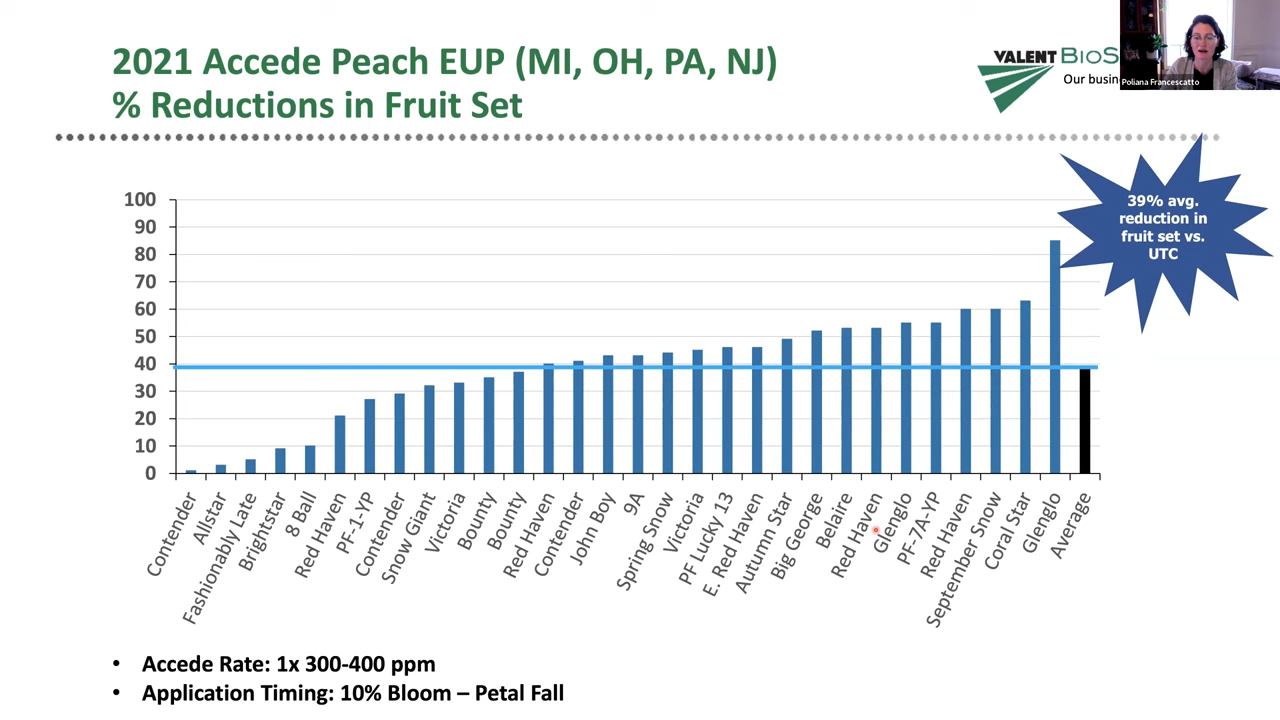 2021 Accede Peach EUP (MI, OH, PA, NJ)
% Reductions in Fruit Set
VALENT BioS
Our busin
Poliana Francescatto
39% avg.
reduction in
fruit set vs.
UTC
100
90
80
70
60
50
40
30
20
10
0
Contender
Allstar
Fashionably Late
Brightstar
8 Ball
Red Haven
PF-1-YP
Contender
Snow Giant
Victoria
Bounty
Bounty
Red Haven
Contender
John Boy
9A
Spring Snow
Victoria
PF Lucky 13
E. Red Haven
Autumn Star
Big George
Belaire
Red Haven
Glenglo
PF-7A-YP
Red Haven
September Snow
Coral Star
Glenglo
Average
• Accede Rate: 1x 300-400 ppm
• Application Timing: 10% Bloom – Petal Fall